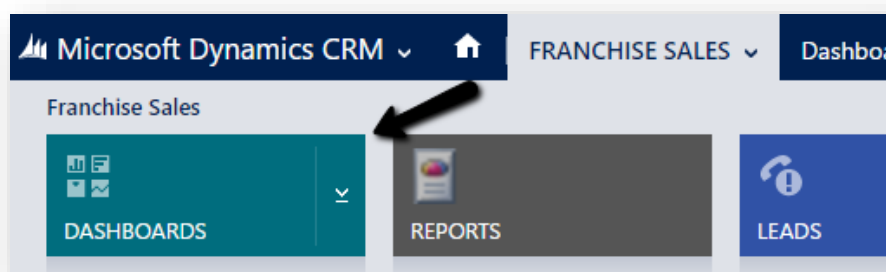 Microsoft Dynamics CRM FRANCHISE SALES
Franchise Sales
DASHBOARDS REPORTS LEADS